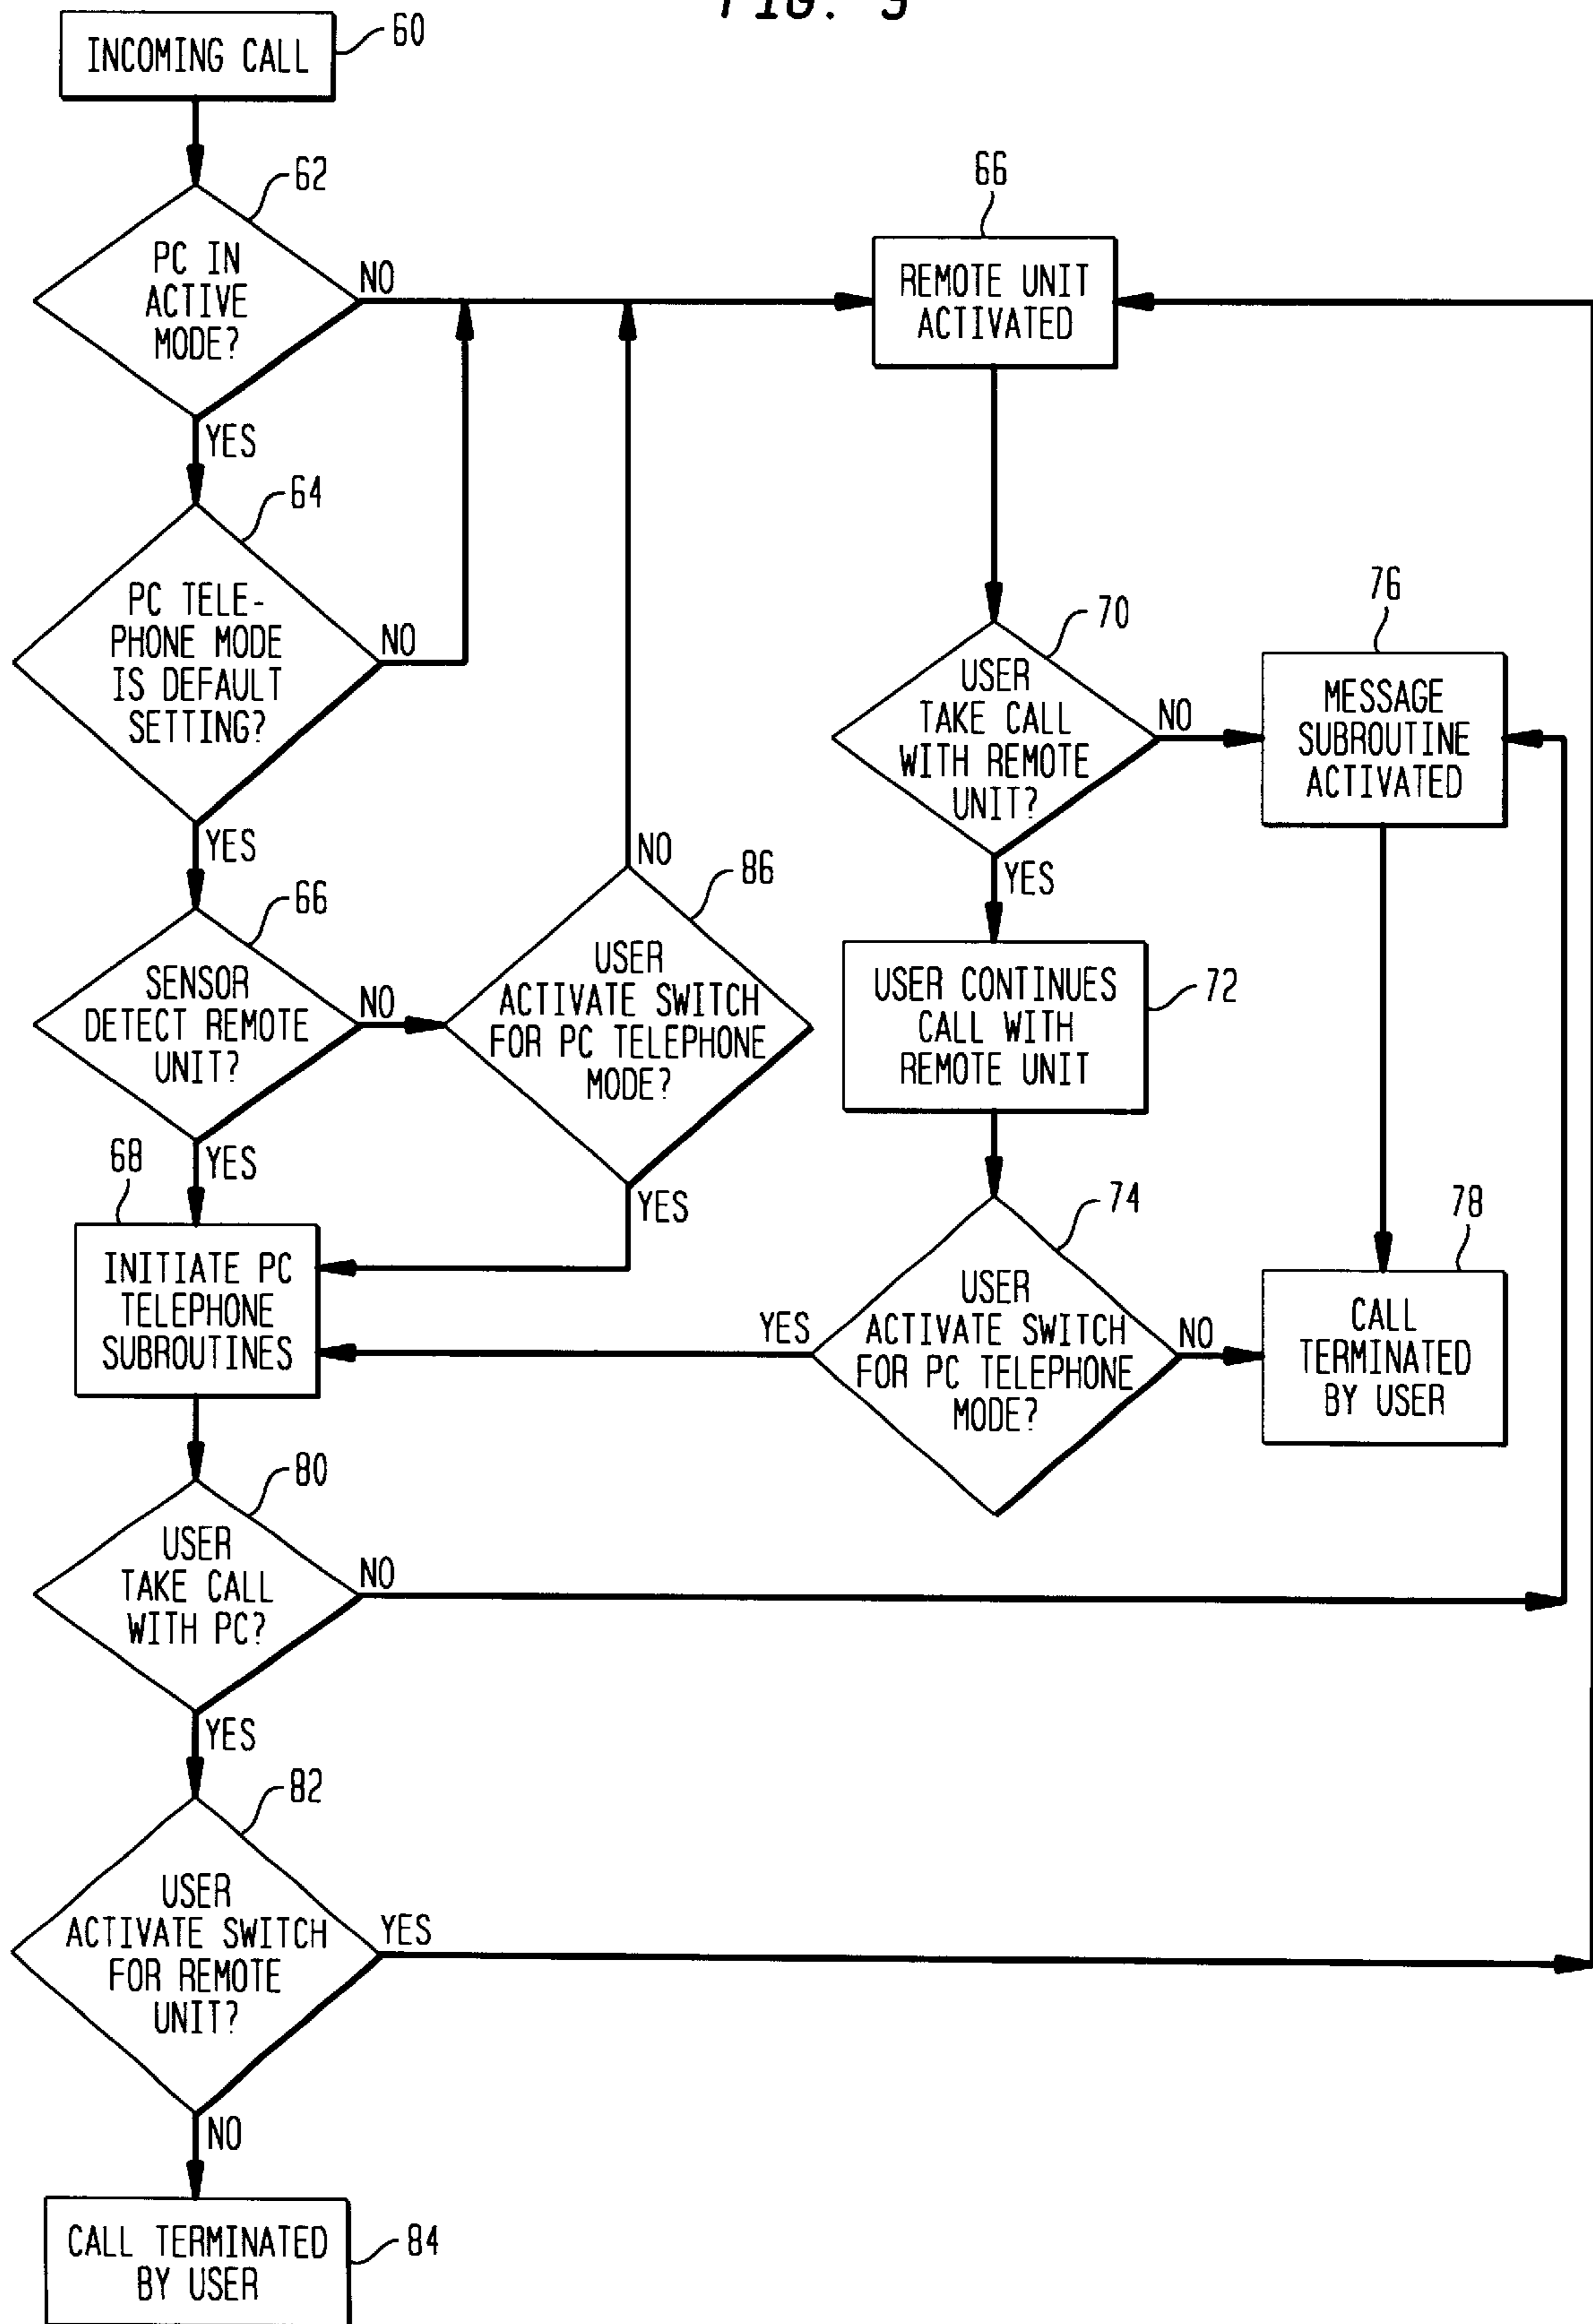 FIG. 3
INCOMING CALL
60
62
PC IN
ACTIVE
MODE?
NO
YES
66
REMOTE UNIT
ACTIVATED
64
PC TELE-
PHONE MODE
IS DEFAULT
SETTING?
NO
YES
70
USER
TAKE CALL
WITH REMOTE
UNIT?
NO
YES
76
MESSAGE
SUBROUTINE
ACTIVATED
66
SENSOR
DETECT REMOTE
UNIT?
NO
YES
86
USER
ACTIVATE SWITCH
FOR PC TELEPHONE
MODE?
NO
YES
USER CONTINUES
CALL WITH
REMOTE UNIT
72
68
INITIATE PC
TELEPHONE
SUBROUTINES
74
USER
ACTIVATE SWITCH
FOR PC TELEPHONE
MODE?
YES
NO
78
CALL
TERMINATED
BY USER
80
USER
TAKE CALL
WITH PC?
NO
YES
82
USER
ACTIVATE SWITCH
FOR REMOTE
UNIT?
YES
NO
CALL TERMINATED
BY USER
84